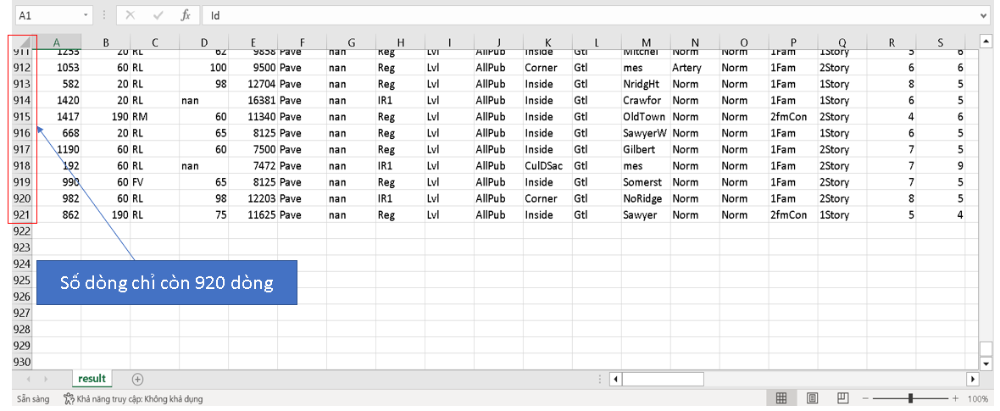 A1 fx Id
A B C D E F G H I J K L M N O P Q R S
911 1253 20 RL 62 9858 Pave nan Reg Lvl AllPub Inside Gtl Mitchel Norm Norm 1Fam 1Story 5 6
912 1053 60 RL 100 9500 Pave nan Reg Lvl AllPub Corner Gtl mes Artery Norm 1Fam 2Story 6 6
913 582 20 RL 98 12704 Pave nan Reg Lvl AllPub Inside Gtl NridgHt Norm Norm 1Fam 1Story 8 5
914 1420 20 RL nan 16381 Pave nan IR1 Lvl AllPub Inside Gtl Crawfor Norm Norm 1Fam 1Story 6 5
915 1417 190 RM 60 11340 Pave nan Reg Lvl AllPub Inside Gtl OldTown Norm Norm 2fmCon 2Story 4 6
916 668 20 RL 65 8125 Pave nan Reg Lvl AllPub Inside Gtl SawyerW Norm Norm 1Fam 1Story 6 5
917 1190 60 RL 60 7500 Pave nan Reg Lvl AllPub Inside Gtl Gilbert Norm Norm 1Fam 2Story 7 5
918 192 60 RL nan 7472 Pave nan IR1 Lvl AllPub CulDSac Gtl mes Norm Norm 1Fam 2Story 7 9
919 990 60 FV 65 8125 Pave nan Reg Lvl AllPub Inside Gtl Somerst Norm Norm 1Fam 2Story 7 5
920 982 60 RL 98 12203 Pave nan IR1 Lvl AllPub Corner Gtl NoRidge Norm Norm 1Fam 2Story 8 5
921 862 190 RL 75 11625 Pave nan Reg Lvl AllPub Inside Gtl Sawyer Norm Norm 2fmCon 1Story 5 4
922
923
924
925
926
927
928
929
930
Số dòng chỉ còn 920 dòng
result
Sẵn sàng Khả năng truy cập: Không khả dụng 100%